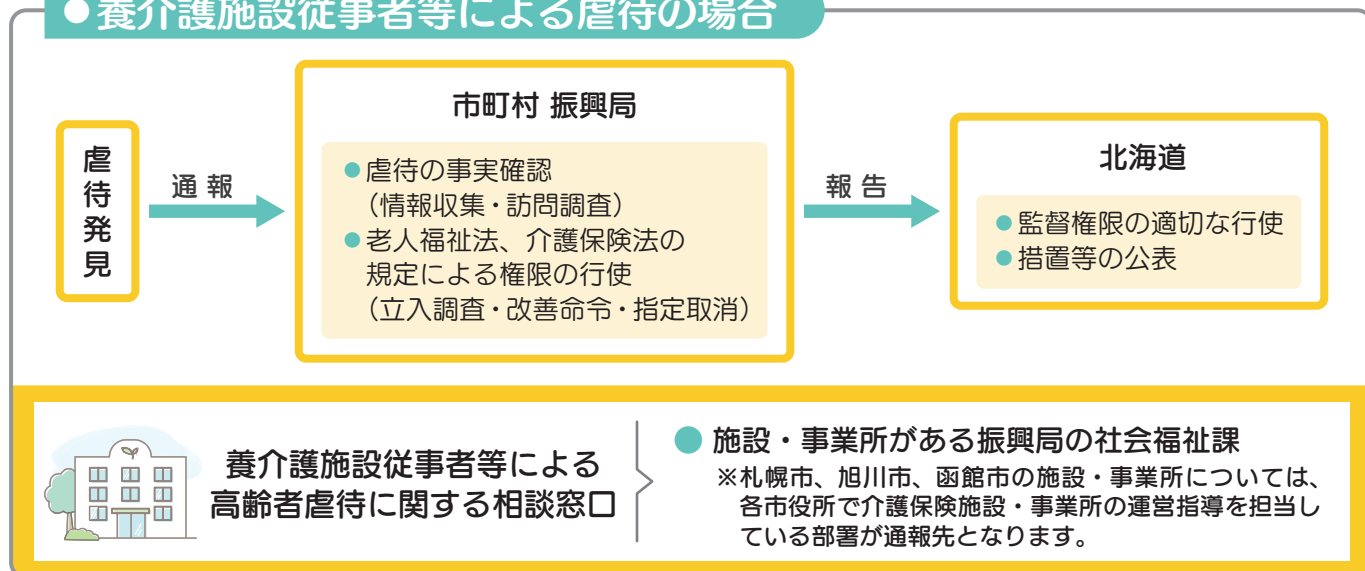 ●養介護施設従事者等による虐待の場合
虐待発見
通報
市町村 振興局
●虐待の事実確認
（情報収集・訪問調査）
●老人福祉法、介護保険法の
規定による権限の行使
（立入調査・改善命令・指定取消）
報告
北海道
●監督権限の適切な行使
●措置等の公表
養介護施設従事者等による
高齢者虐待に関する相談窓口
●施設・事業所がある振興局の社会福祉課
※札幌市、旭川市、函館市の施設・事業所については、
各市役所で介護保険施設・事業所の運営指導を担当し
ている部署が通報先となります。